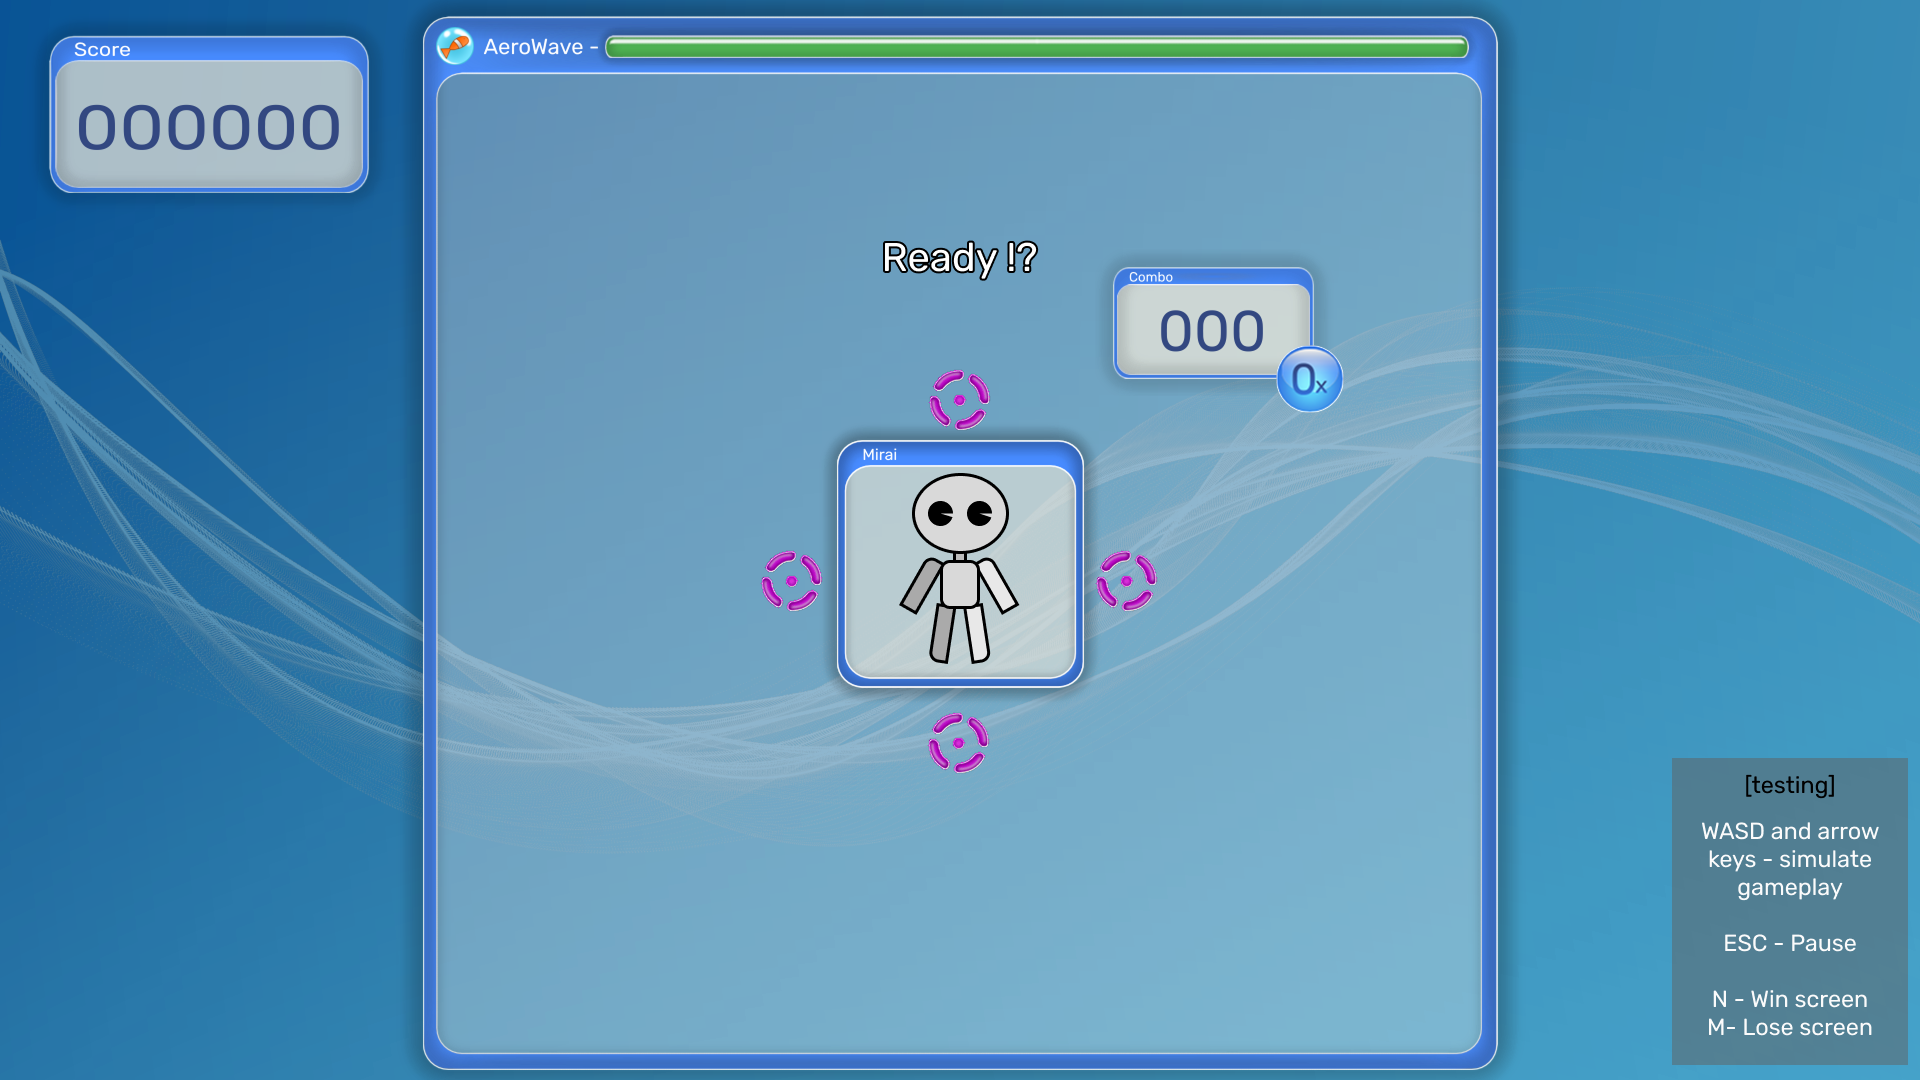 Score
000000
AeroWave -
Ready !?
Combo
000
0x
Mirai
[testing]
WASD and arrow
keys - simulate
gameplay
ESC - Pause
N - Win screen
M- Lose screen